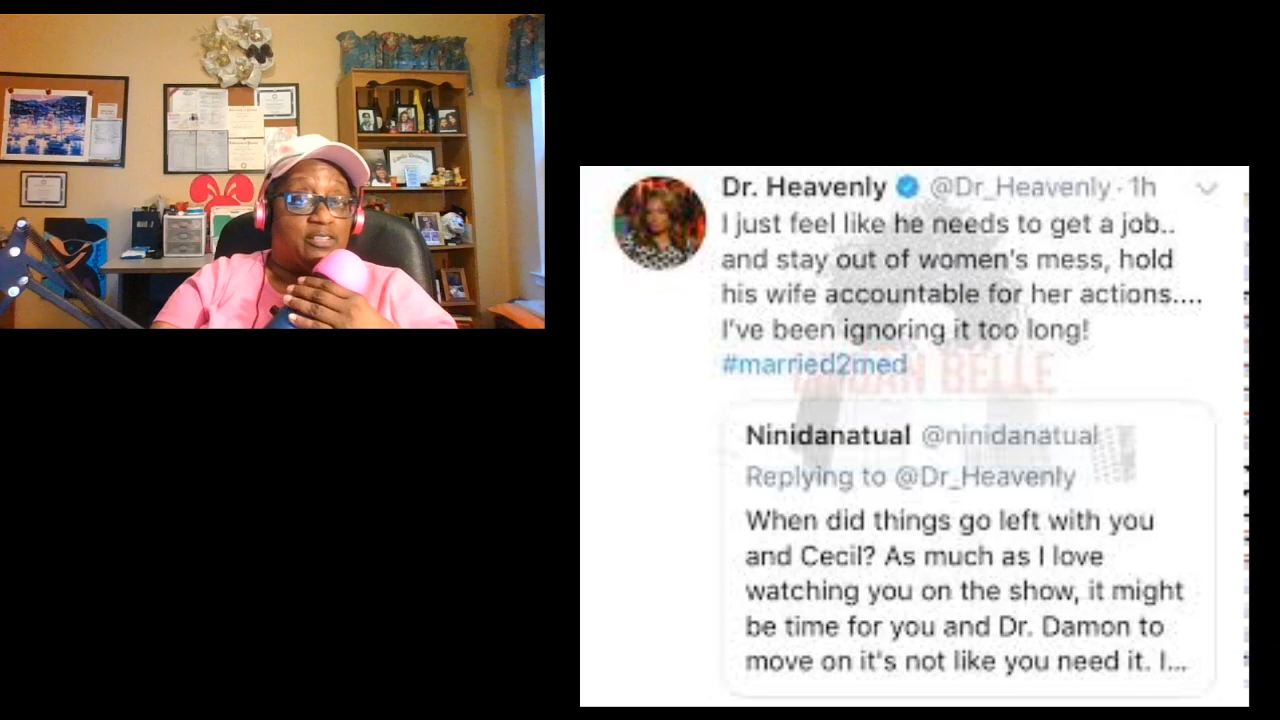 Dr. Heavenly @Dr_Heavenly · 1h
I just feel like he needs to get a job..
and stay out of women's mess, hold
his wife accountable for her actions....
I've been ignoring it too long!
#married2med
BELLE
Ninidanatual @ninidanatual
Replying to @Dr_Heavenly
When did things go left with you
and Cecil? As much as I love
watching you on the show, it might
be time for you and Dr. Damon to
move on it's not like you need it. I...